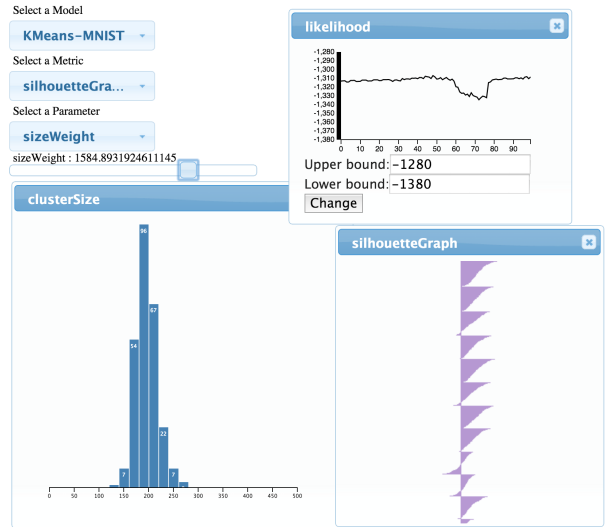 Select a Model
KMeans-MNIST
Select a Metric
silhouetteGra...
Select a Parameter
sizeWeight
sizeWeight : 1584.8931924611145
clusterSize
96
67
54
22
7
7
0 50 100 150 200 250 300 350 400 450 500
likelihood
-1,280
-1,290
-1,300
-1,310
-1,320
-1,330
-1,340
-1,350
-1,360
-1,370
-1,380
0 10 20 30 40 50 60 70 80 90
Upper bound: -1280
Lower bound: -1380
Change
silhouetteGraph